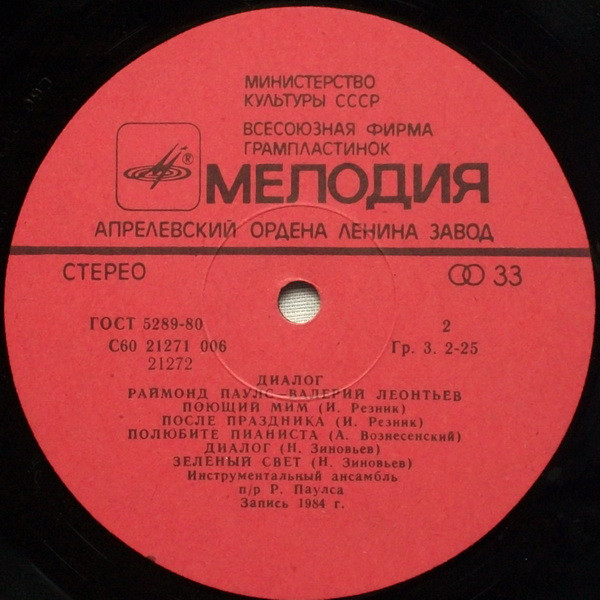 МИНИСТЕРСТВО
КУЛЬТУРЫ СССР
ВСЕСОЮЗНАЯ ФИРМА
ГРАМПЛАСТИНОК
®
МЕЛОДИЯ
АПРЕЛЕВСКИЙ ОРДЕНА ЛЕНИНА ЗАВОД
СТЕРЕО 33
ГОСТ 5289-80 2
С60 21271 006 Гр. 3. 2-25
21272
ДИАЛОГ
РАЙМОНД ПАУЛС—ВАЛЕРИЙ ЛЕОНТЬЕВ
ПОЮЩИЙ МИМ (И. Резник)
ПОСЛЕ ПРАЗДНИКА (И. Резник)
ПОЛЮБИТЕ ПИАНИСТА (А. Вознесенский)
ДИАЛОГ (Н. Зиновьев)
ЗЕЛЕНЫЙ СВЕТ (Н. Зиновьев)
Инструментальный ансамбль
п/р Р. Паулса
Запись 1984 г.